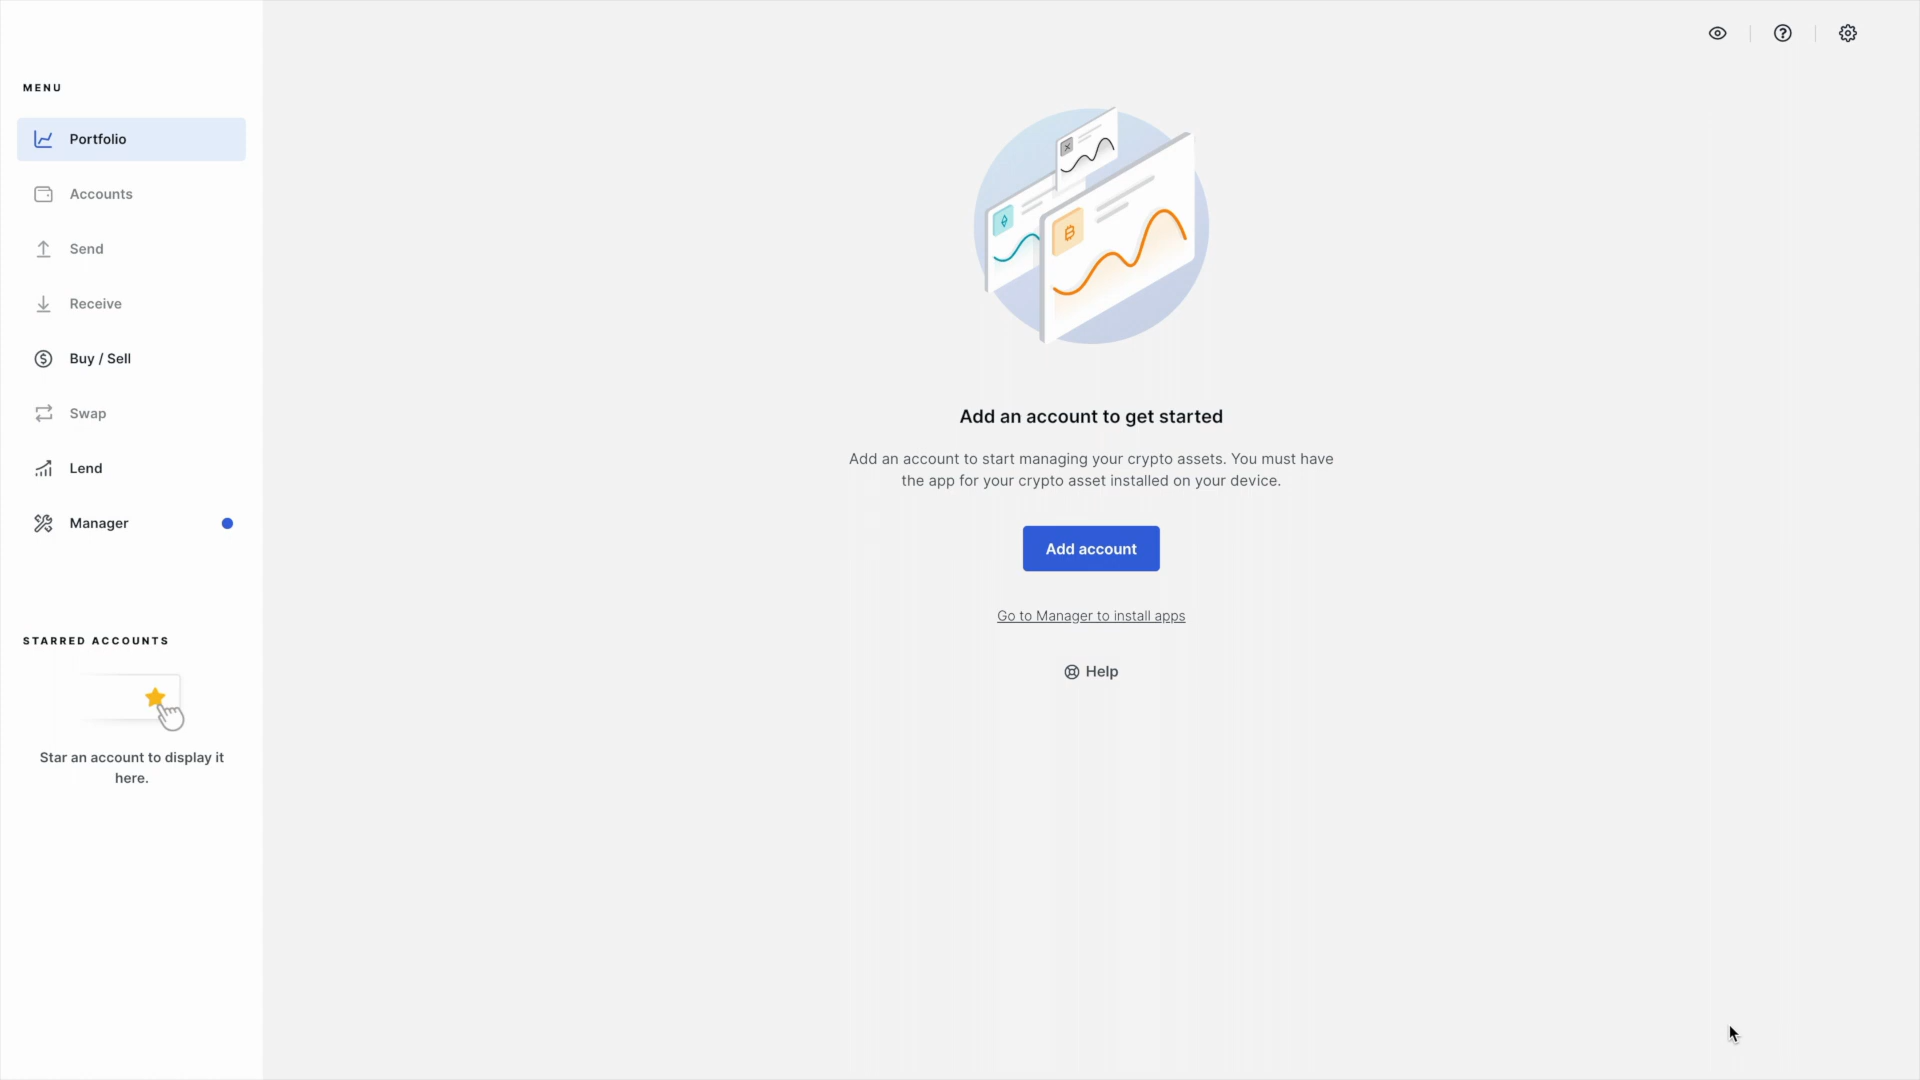 MENU
Portfolio
Accounts
Send
Receive
Buy / Sell
Swap
Lend
Manager
STARRED ACCOUNTS
Star an account to display it
here.
Add an account to get started
Add an account to start managing your crypto assets. You must have
the app for your crypto asset installed on your device.
Add account
Go to Manager to install apps
Help